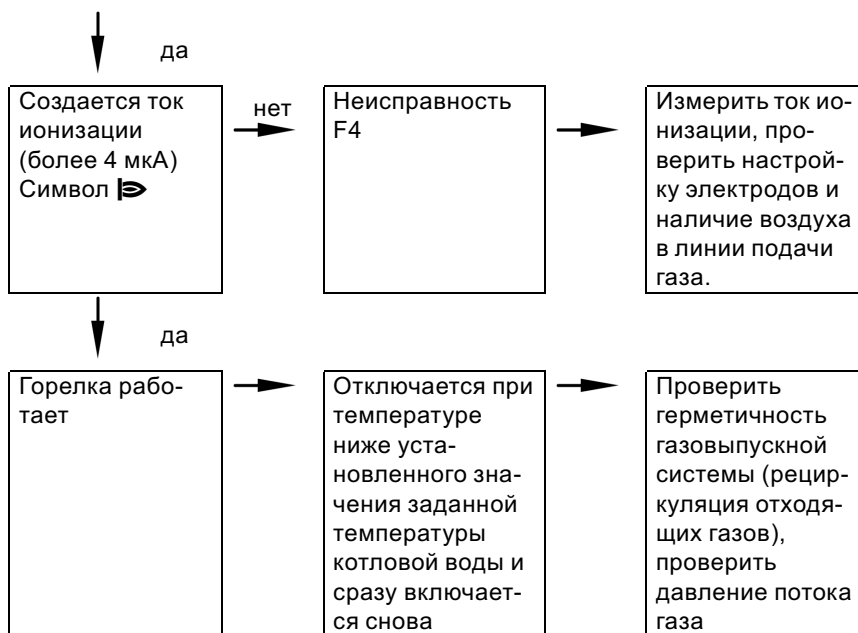 да
Создается ток
ионизации
(более 4 мкА)
Символ
нет
Неисправность
F4
Измерить ток ио-
низации, про-
верить настрой-
ку электродов и
наличие воздуха
в линии подачи
газа.
да
Горелка рабо-
тает
Отключается при
температуре
ниже уста-
новленного зна-
чения заданной
температуры
котловой воды и
сразу включает-
ся снова
Проверить
герметичность
газовыпускной
системы (рецир-
куляция отходя-
щих газов),
проверить
давление потока
газа